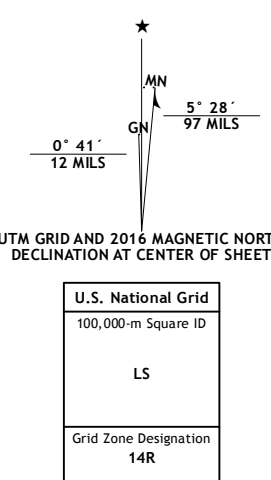 MN
GN
5° 28´
97 MILS
0° 41´
12 MILS
UTM GRID AND 2016 MAGNETIC NORT
DECLINATION AT CENTER OF SHEET
U.S. National Grid
100,000-m Square ID
LS
Grid Zone Designation
14R